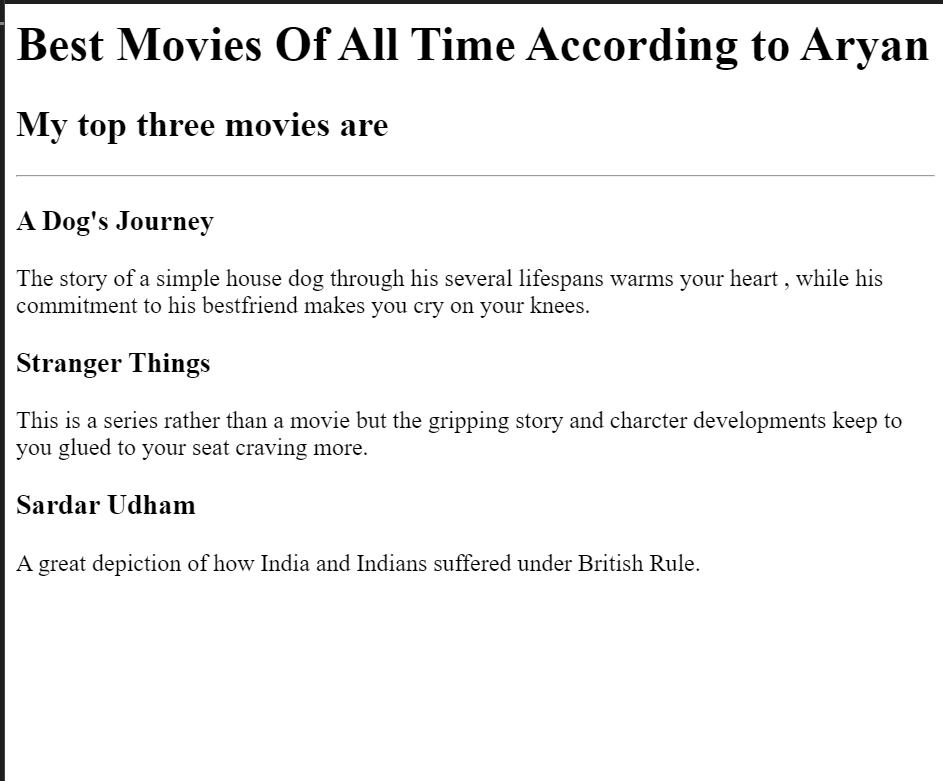 Best Movies Of All Time According to Aryan
My top three movies are
A Dog's Journey
The story of a simple house dog through his several lifespans warms your heart , while his
commitment to his bestfriend makes you cry on your knees.
Stranger Things
This is a series rather than a movie but the gripping story and charcter developments keep to
you glued to your seat craving more.
Sardar Udham
A great depiction of how India and Indians suffered under British Rule.